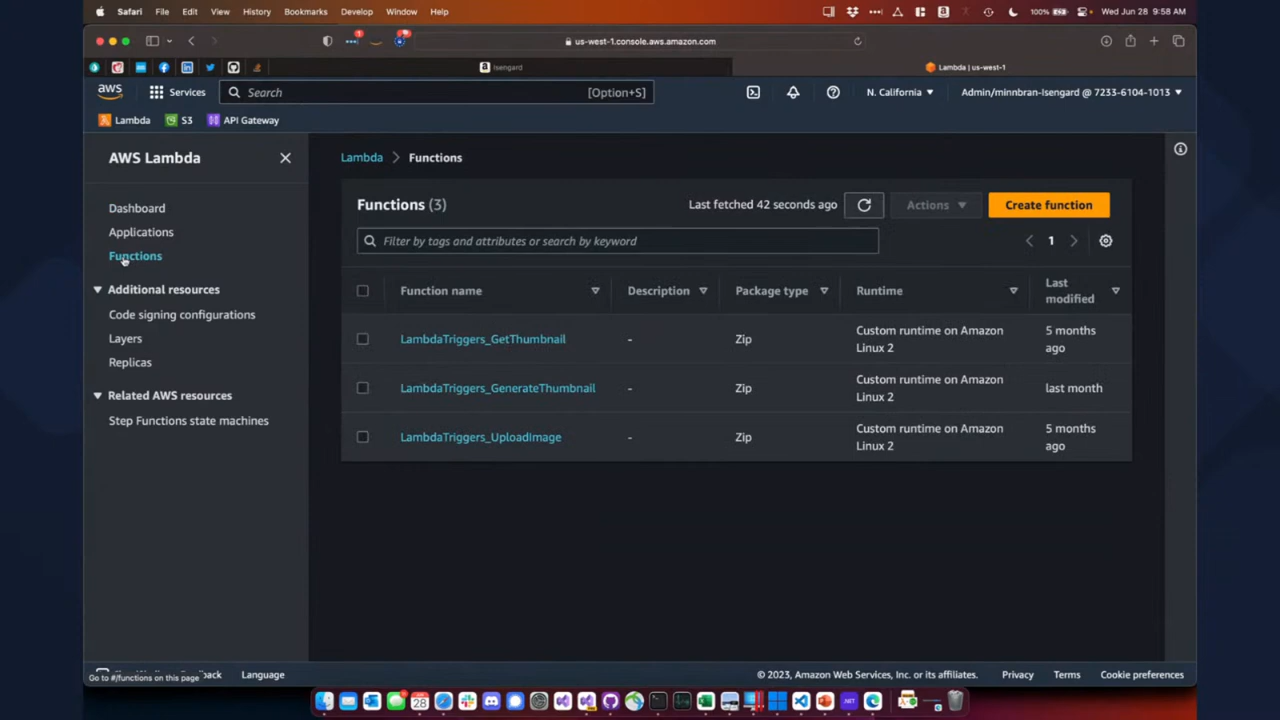 Safari File Edit View History Bookmarks Develop Window Help 100% Wed Jun 28 9:58 AM
us-west-1.console.aws.amazon.com
Isengard Lambda | us-west-1
aws Services Search [Option+S] N. California Admin/minnbran-Isengard @ 7233-6104-1013
Lambda S3 API Gateway
AWS Lambda
Dashboard
Applications
Functions
Additional resources
Code signing configurations
Layers
Replicas
Related AWS resources
Step Functions state machines
Lambda > Functions
Functions (3) Last fetched 42 seconds ago Actions Create function
Filter by tags and attributes or search by keyword 1
Function name Description Package type Runtime Last
modified
LambdaTriggers_GetThumbnail - Zip Custom runtime on Amazon
Linux 2 5 months
ago
LambdaTriggers_GenerateThumbnail - Zip Custom runtime on Amazon
Linux 2 last month
LambdaTriggers_UploadImage - Zip Custom runtime on Amazon
Linux 2 5 months
ago
Language © 2023, Amazon Web Services, Inc. or its affiliates. Privacy Terms Cookie preferences
Go to #/functions on this page
28